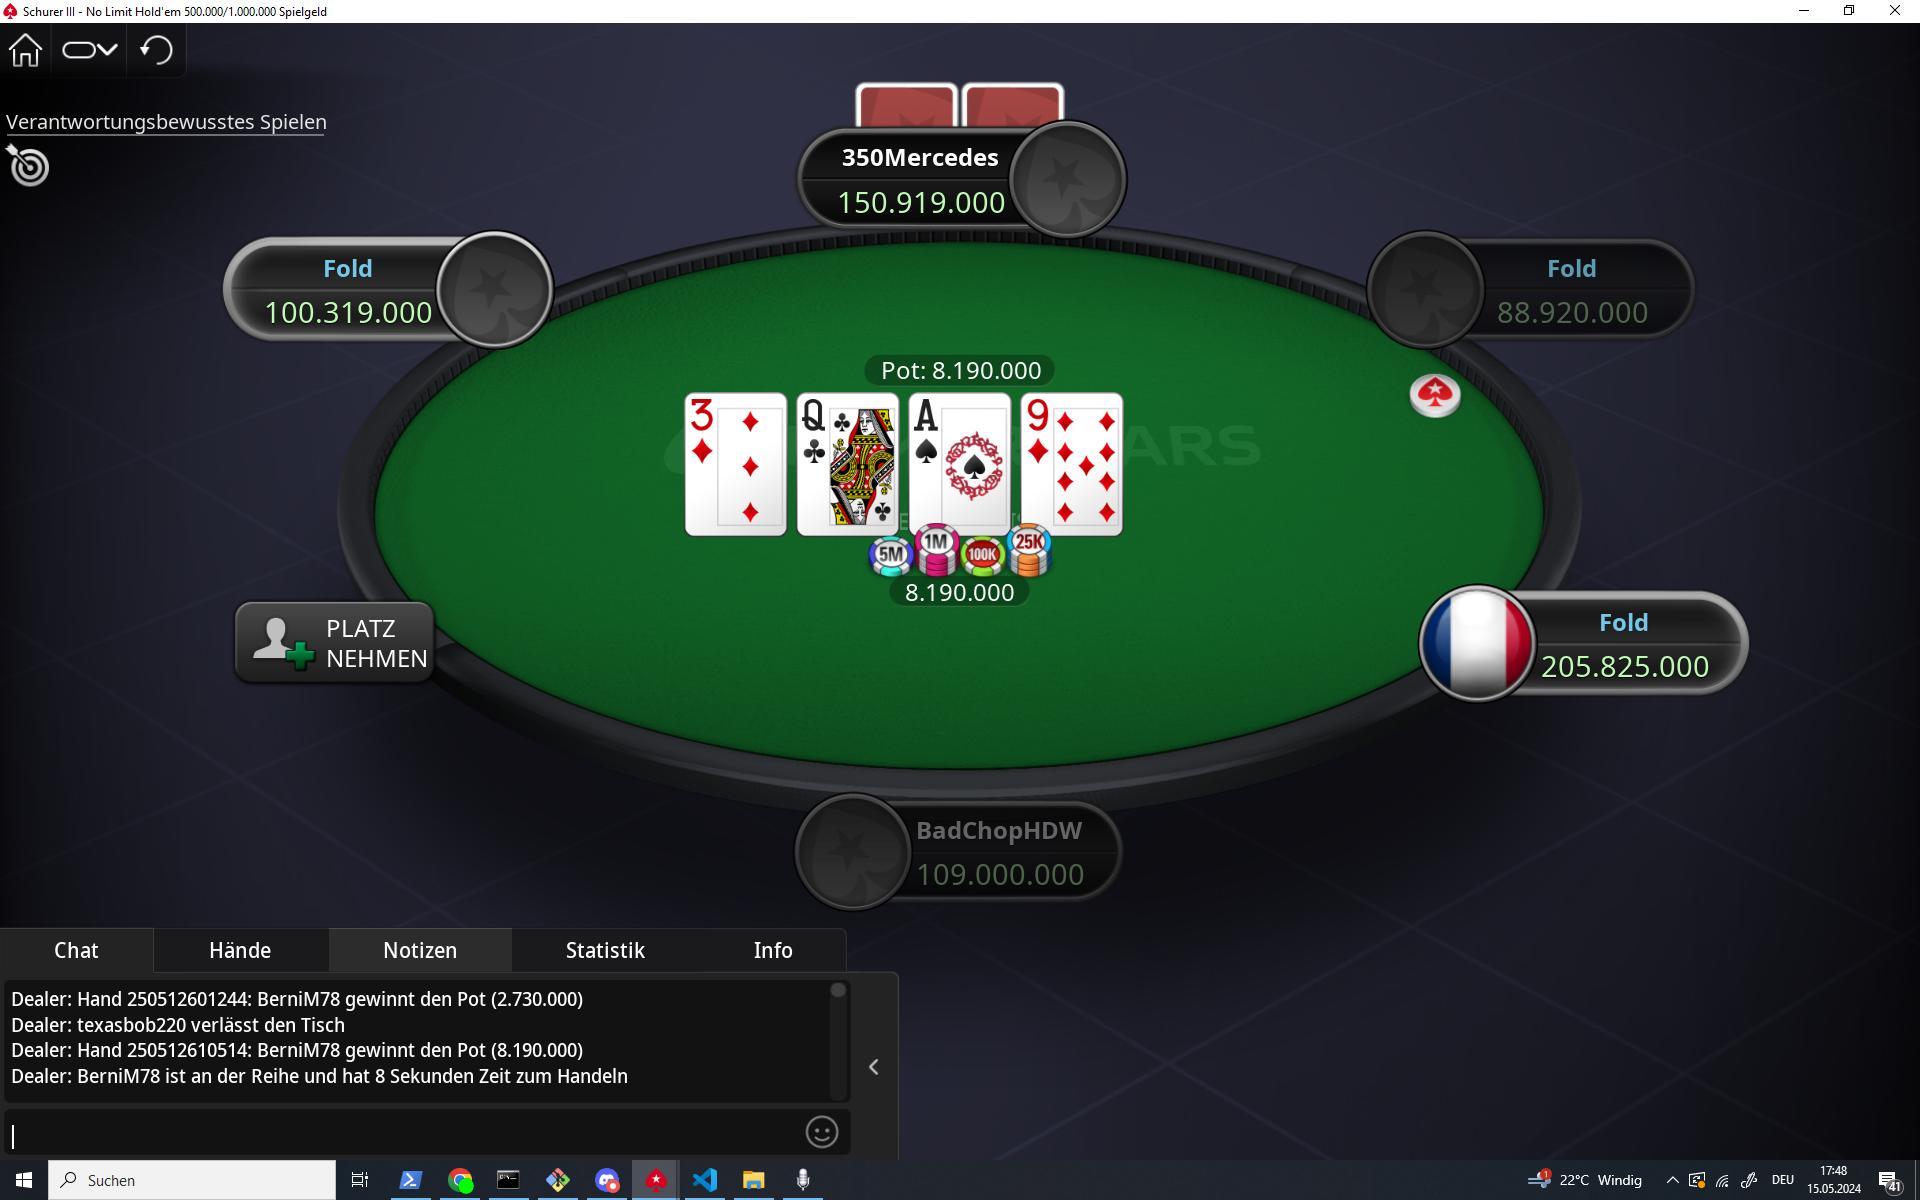 Schurer III - No Limit Hold'em 500.000/1.000.000 Spielgeld
Verantwortungsbewusstes Spielen
350Mercedes
150.919.000
Fold
100.319.000
Fold
88.920.000
Pot: 8.190.000
3
Q
A
9
ARS
5M
1M
100K
25K
8.190.000
PLATZ
NEHMEN
Fold
205.825.000
BadChopHDW
109.000.000
Chat
Hände
Notizen
Statistik
Info
Dealer: Hand 250512601244: BerniM78 gewinnt den Pot (2.730.000)
Dealer: texasbob220 verlässt den Tisch
Dealer: Hand 250512610514: BerniM78 gewinnt den Pot (8.190.000)
Dealer: BerniM78 ist an der Reihe und hat 8 Sekunden Zeit zum Handeln
Suchen
1
22°C Windig
DEU
17:48
15.05.2024
41